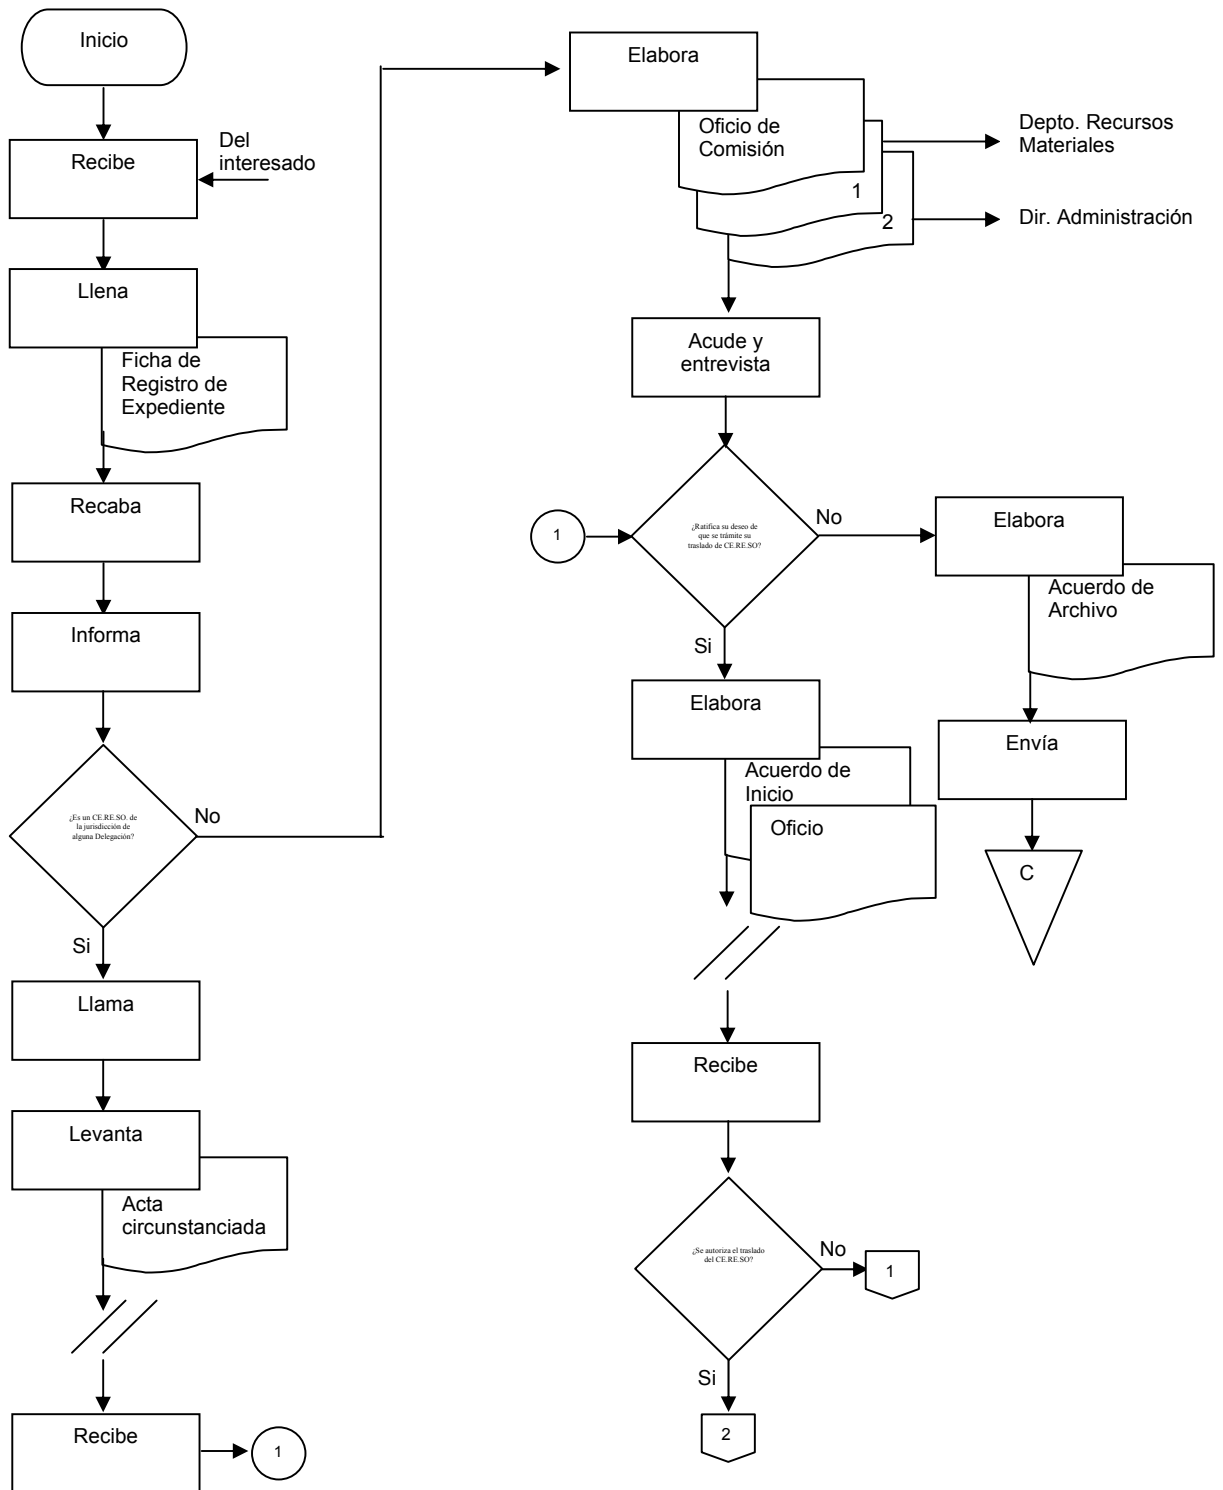 Inicio
Recibe
Del
interesado
Llena
Ficha de
Registro de
Expediente
Recaba
Informa
¿Es un CE.RE.SO. de
la jurisdicción de
alguna Delegación?
No
Si
Llama
Levanta
Acta
circunstanciada
Recibe
1
Elabora
Oficio de
Comisión
1
2
Depto. Recursos
Materiales
Dir. Administración
Acude y
entrevista
1
¿Ratifica su deseo de
que se trámite su
traslado de CE.RE.SO?
No
Elabora
Acuerdo de
Archivo
Envía
C
Si
Elabora
Acuerdo de
Inicio
Oficio
Recibe
¿Se autoriza el traslado
del CE.RE.SO?
No
1
Si
2